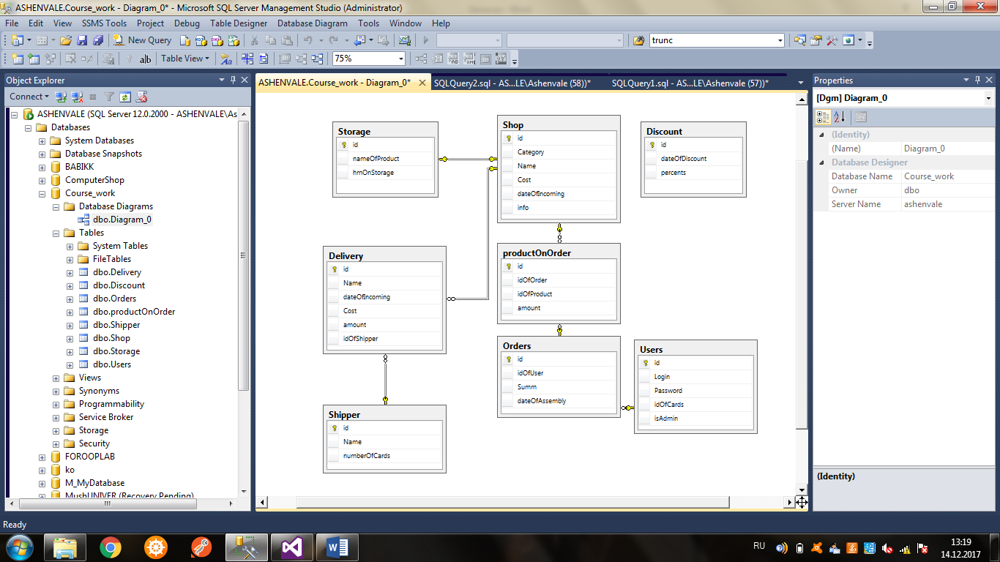 ASHENVALE.Course_work - Diagram_0* - Microsoft SQL Server Management Studio (Administrator)
File Edit View SSMS Tools Project Debug Table Designer Database Diagram Tools Window Help
New Query trunc
ab Table View 75%
Object Explorer
Connect
ASHENVALE (SQL Server 12.0.2000 - ASHENVALE\As
Databases
System Databases
Database Snapshots
BABIKK
ComputerShop
Course_work
Database Diagrams
dbo.Diagram_0
Tables
System Tables
FileTables
dbo.Delivery
dbo.Discount
dbo.Orders
dbo.productOnOrder
dbo.Shipper
dbo.Shop
dbo.Storage
dbo.Users
Views
Synonyms
Programmability
Service Broker
Storage
Security
FOROOPLAB
ko
M_MyDatabase
MushUNIVER (Recovery Pending)
ASHENVALE.Course_work - Diagram_0* SQLQuery2.sql - AS...LE\Ashenvale (58))* SQLQuery1.sql - AS...LE\Ashenvale (57))*
Storage
id
nameOfProduct
hmOnStorage
Shop
id
Category
Name
Cost
dateOfIncoming
info
Discount
id
dateOfDiscount
percents
Delivery
id
Name
dateOfIncoming
Cost
amount
idOfShipper
productOnOrder
id
idOfOrder
idOfProduct
amount
Orders
id
idOfUser
Summ
dateOfAssembly
Users
id
Login
Password
idOfCards
isAdmin
Shipper
id
Name
numberOfCards
Properties
[Dgm] Diagram_0
(Identity)
(Name) Diagram_0
Database Designer
Database Name Course_work
Owner dbo
Server Name ashenvale
(Identity)
Ready
RU 13:19
14.12.2017